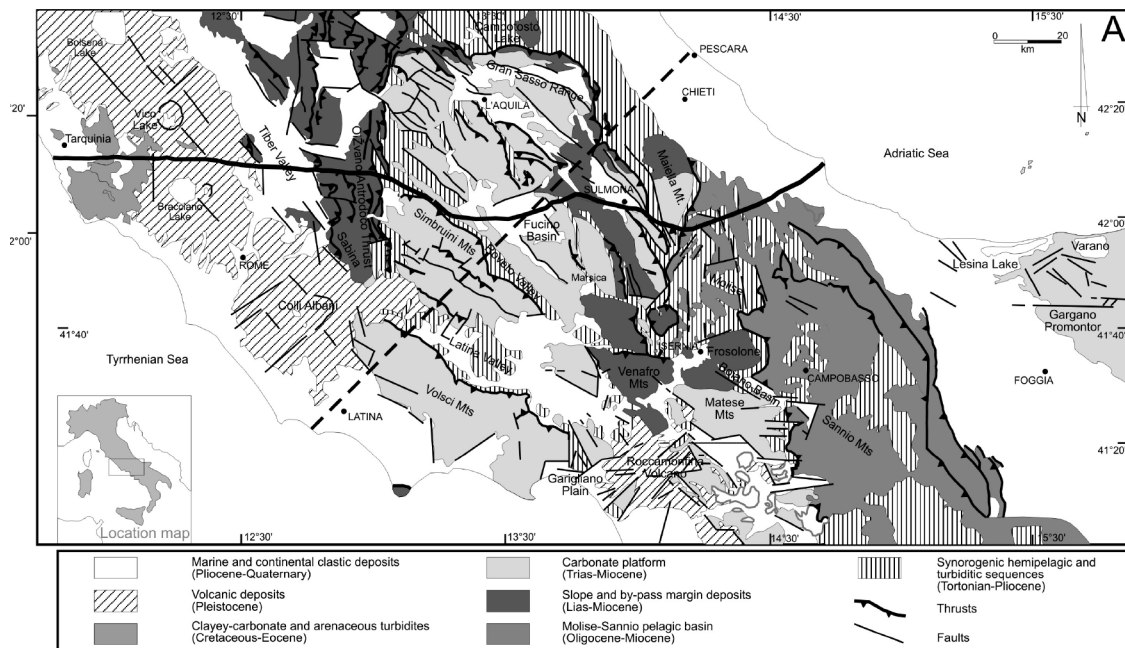 12°30'
13°30'
14°30'
15°30'
A
0 20
km
N
Bolsena
Lake
Campotosto
Lake
PESCARA
Gran Sasso Range
L'AQUILA
CHIETI
42°20'
20'
Vico
Lake
Tarquinia
Tiber Valley
Olevano Antrodoco Thrust
Adriatic Sea
Maiella Mt.
SULMONA
Bracciano
Lake
Sabina
Simbruini Mts
Fucino
Basin
42°00'
2°00'
ROME
Rovato Valley
Marsica
Varano
Lesina Lake
Molise
Colli Albani
Gargano
Promontor
41°40'
41°40'
Tyrrhenian Sea
Latina Valley
ISERNIA
Frosolone
Venafro
Mts
Boiano Basin
CAMPOBASSO
FOGGIA
Volsci Mts
Matese
Mts
LATINA
Sannio Mts
41°20'
Roccamonfina
Volcano
Garigliano
Plain
Location map
12°30'
13°30'
14°30'
15°30'
Marine and continental clastic deposits
(Pliocene-Quaternary)
Volcanic deposits
(Pleistocene)
Clayey-carbonate and arenaceous turbidites
(Cretaceous-Eocene)
Carbonate platform
(Trias-Miocene)
Slope and by-pass margin deposits
(Lias-Miocene)
Molise-Sannio pelagic basin
(Oligocene-Miocene)
Synorogenic hemipelagic and
turbiditic sequences
(Tortonian-Pliocene)
Thrusts
Faults